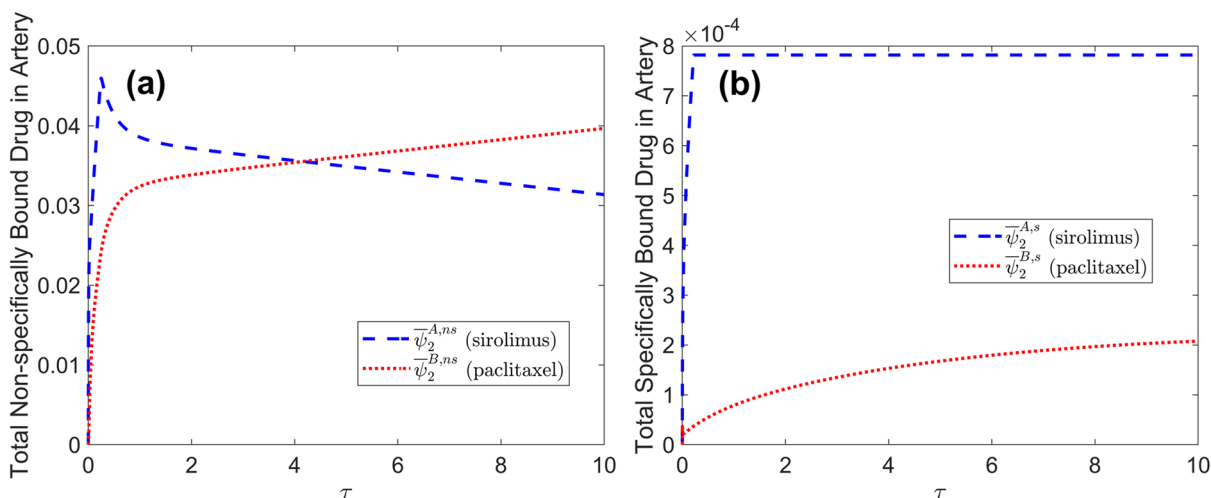 (a)
Total Non-specifically Bound Drug in Artery
0.05
0.04
0.03
0.02
0.01
0
0 2 4 6 8 10
τ
ψ̅₂^{A,ns} (sirolimus)
ψ̅₂^{B,ns} (paclitaxel)
(b)
Total Specifically Bound Drug in Artery
×10⁻⁴
8
7
6
5
4
3
2
1
0
0 2 4 6 8 10
τ
ψ̅₂^{A,s} (sirolimus)
ψ̅₂^{B,s} (paclitaxel)